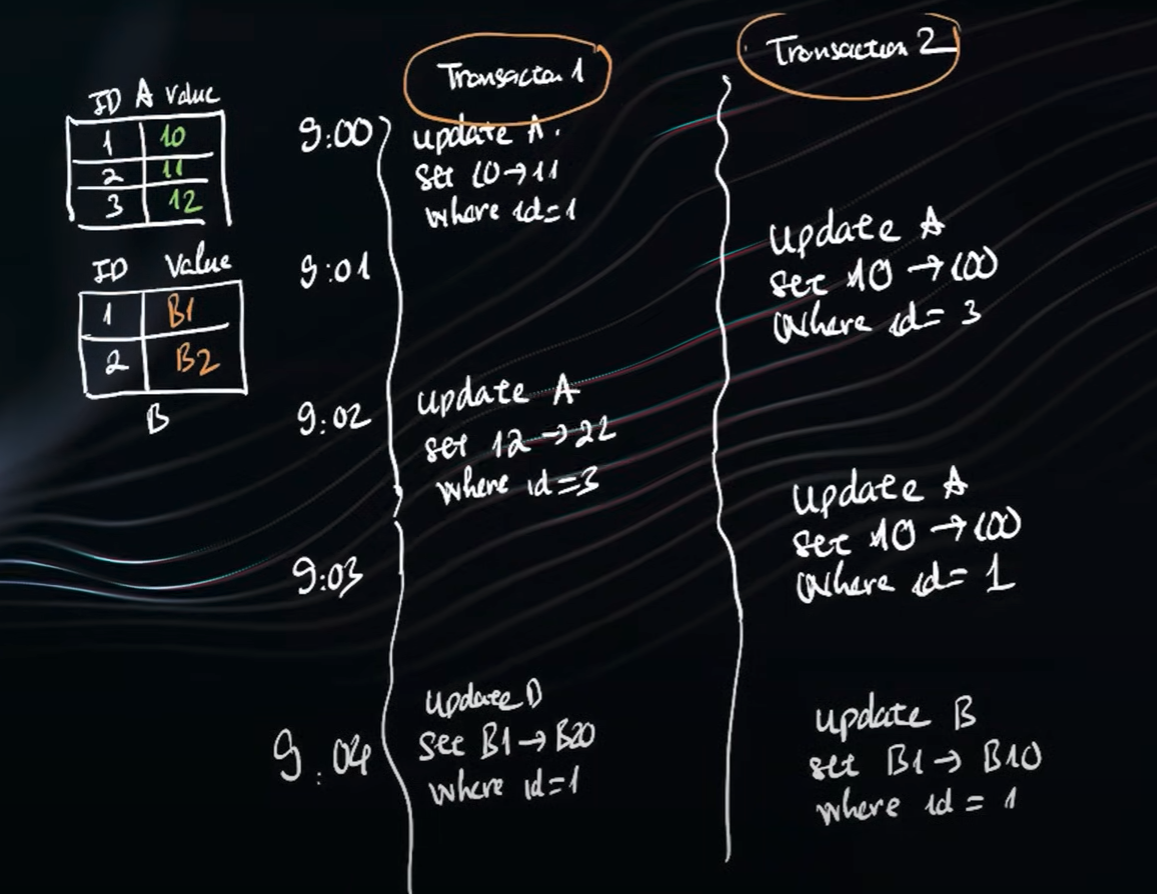 Transaction 1
Transaction 2
ID A Value
1 10
2 11
3 12
9:00
update A.
set 10→11
where id=1
9:01
update A
set 10→100
where id=3
ID Value
1 B1
2 B2
B
9:02
update A
set 12→22
where id=3
9:03
update A
set 10→100
where id=1
9:04
update D
set B1→B20
where id=1
update B
set B1→B10
where id=1